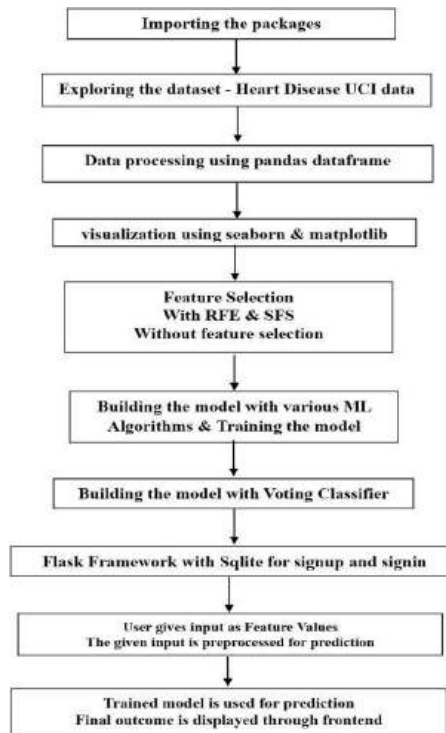 Importing the packages
Exploring the dataset - Heart Disease UCI data
Data processing using pandas dataframe
visualization using seaborn & matplotlib
Feature Selection
With RFE & SFS
Without feature selection
Building the model with various ML
Algorithms & Training the model
Building the model with Voting Classifier
Flask Framework with Sqlite for signup and signin
User gives input as Feature Values
The given input is preprocessed for prediction
Trained model is used for prediction
Final outcome is displayed through frontend